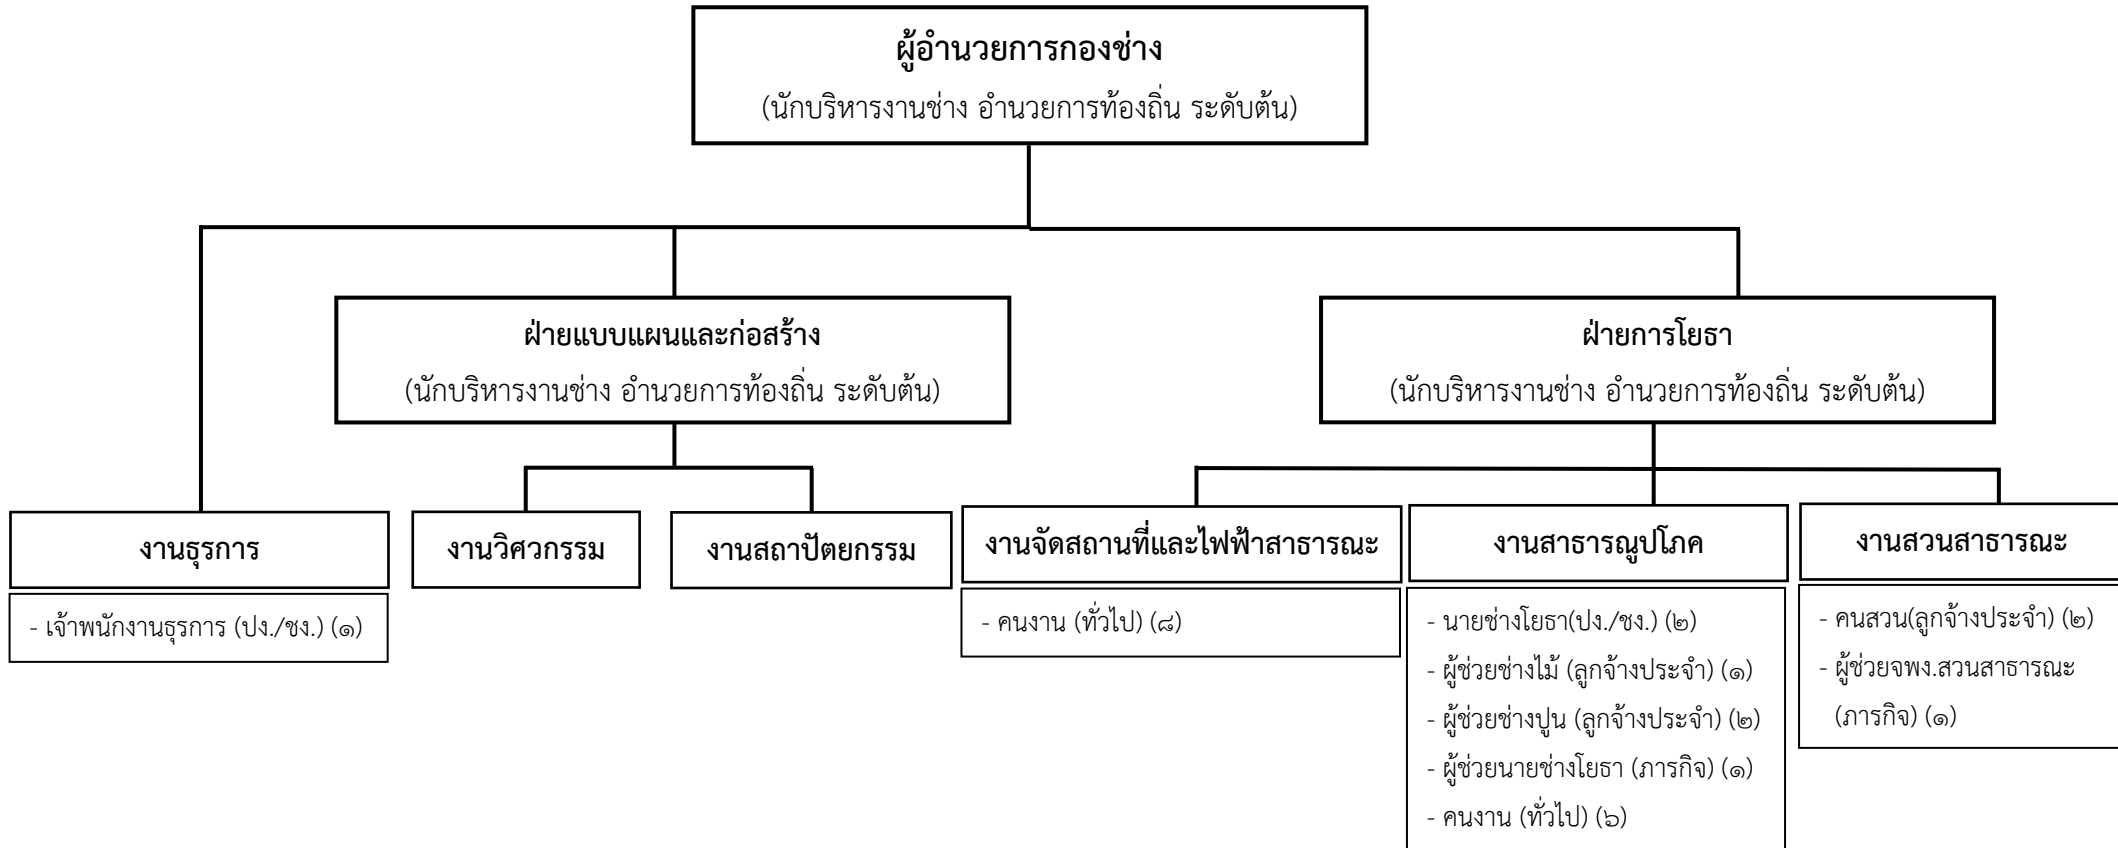 ผู้อำนวยการกองช่าง
(นักบริหารงานช่าง อำนวยการท้องถิ่น ระดับต้น)
ฝ่ายแบบแผนและก่อสร้าง
(นักบริหารงานช่าง อำนวยการท้องถิ่น ระดับต้น)
ฝ่ายการโยธา
(นักบริหารงานช่าง อำนวยการท้องถิ่น ระดับต้น)
งานธุรการ
- เจ้าพนักงานธุรการ (ปง./ชง.) (๑)
งานวิศวกรรม
งานสถาปัตยกรรม
งานจัดสถานที่และไฟฟ้าสาธารณะ
- คนงาน (ทั่วไป) (๘)
งานสาธารณูปโภค
- นายช่างโยธา(ปง./ชง.) (๒)
- ผู้ช่วยช่างไม้ (ลูกจ้างประจำ) (๑)
- ผู้ช่วยช่างปูน (ลูกจ้างประจำ) (๒)
- ผู้ช่วยนายช่างโยธา (ภารกิจ) (๑)
- คนงาน (ทั่วไป) (๖)
งานสวนสาธารณะ
- คนสวน(ลูกจ้างประจำ) (๒)
- ผู้ช่วยจพง.สวนสาธารณะ
(ภารกิจ) (๑)